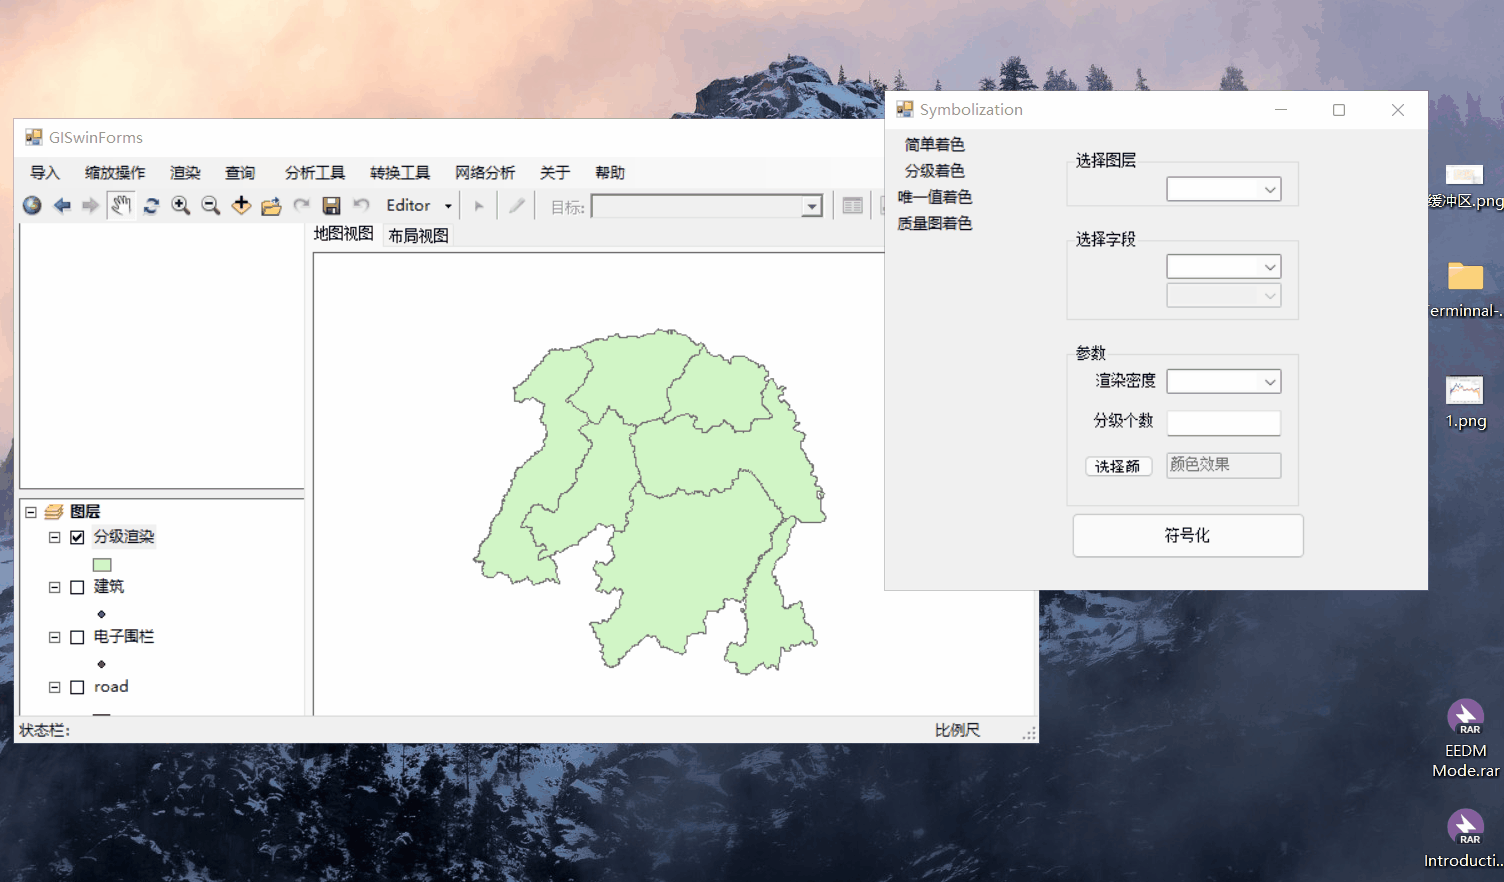 GISwinForms
导入 缩放操作 渲染 查询 分析工具 转换工具 网络分析 关于 帮助
Editor 目标:
地图视图 布局视图
图层
分级渲染
建筑
电子围栏
road
状态栏: 比例尺
Symbolization
简单着色
分级着色
唯一值着色
质量图着色
选择图层
选择字段
参数
渲染密度
分级个数
选择颜 颜色效果
符号化
缓冲区.png
Terminnal-..
1.png
RAR
EEDM
Mode.rar
RAR
Introducti...